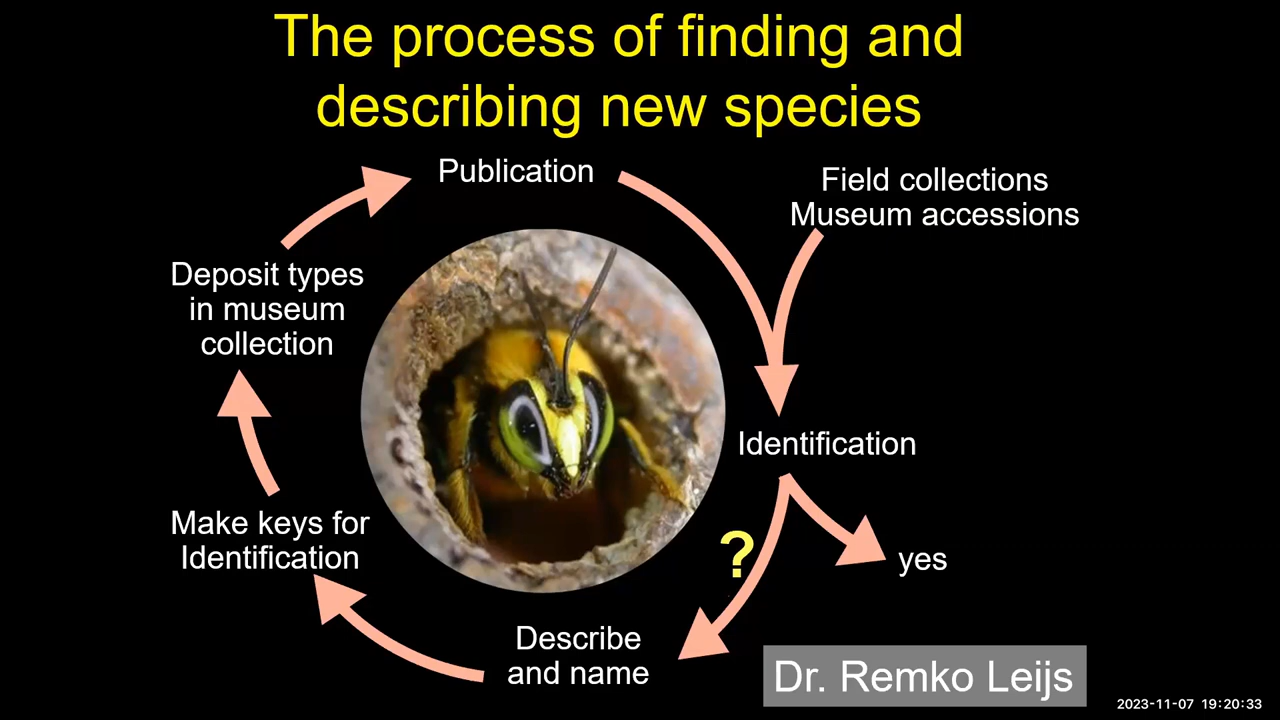 The process of finding and
describing new species
Publication
Field collections
Museum accessions
Deposit types
in museum
collection
Identification
Make keys for
Identification
?
yes
Describe
and name
Dr. Remko Leijs
2023-11-07 19:20:33